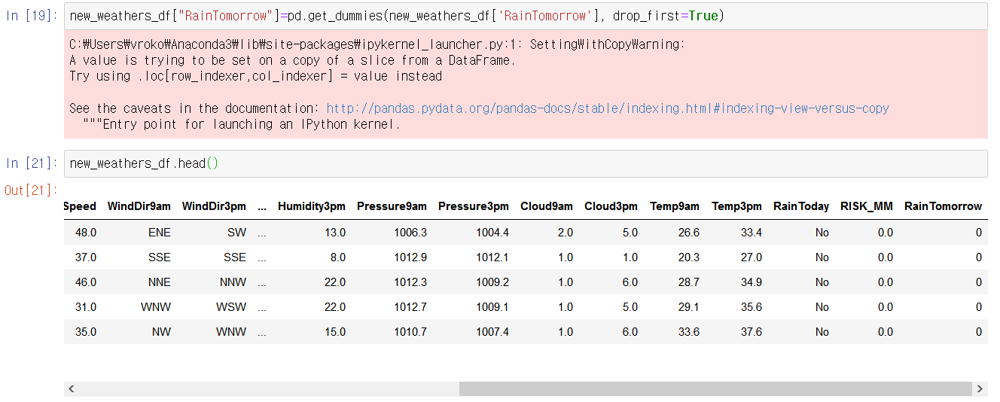 In [19]: new_weathers_df["RainTomorrow"]=pd.get_dummies(new_weathers_df['RainTomorrow'], drop_first=True)
C:₩Users₩vroko₩Anaconda3₩lib₩site-packages₩ipykernel_launcher.py:1: SettingWithCopyWarning:
A value is trying to be set on a copy of a slice from a DataFrame.
Try using .loc[row_indexer,col_indexer] = value instead
See the caveats in the documentation: http://pandas.pydata.org/pandas-docs/stable/indexing.html#indexing-view-versus-copy
"""Entry point for launching an IPython kernel.
In [21]: new_weathers_df.head()
Out[21]:
Speed WindDir9am WindDir3pm ... Humidity3pm Pressure9am Pressure3pm Cloud9am Cloud3pm Temp9am Temp3pm RainToday RISK_MM RainTomorrow
48.0 ENE SW ... 13.0 1006.3 1004.4 2.0 5.0 26.6 33.4 No 0.0 0
37.0 SSE SSE ... 8.0 1012.9 1012.1 1.0 1.0 20.3 27.0 No 0.0 0
46.0 NNE NNW ... 22.0 1012.3 1009.2 1.0 6.0 28.7 34.9 No 0.0 0
31.0 WNW WSW ... 22.0 1012.7 1009.1 1.0 5.0 29.1 35.6 No 0.0 0
35.0 NW WNW ... 15.0 1010.7 1007.4 1.0 6.0 33.6 37.6 No 0.0 0